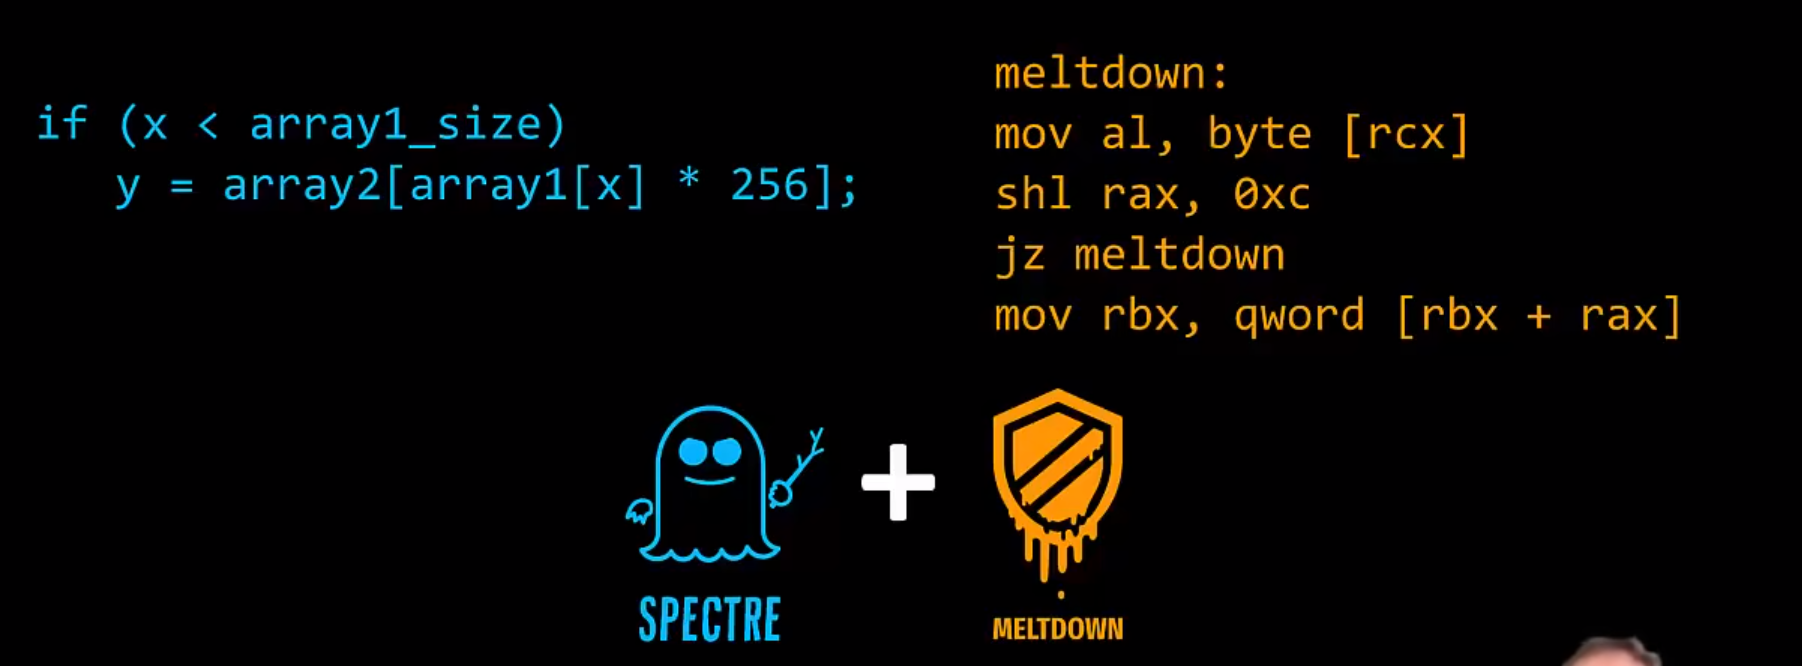 if (x < array1_size)
   y = array2[array1[x] * 256];
meltdown:
mov al, byte [rcx]
shl rax, 0xc
jz meltdown
mov rbx, qword [rbx + rax]
SPECTRE
MELTDOWN